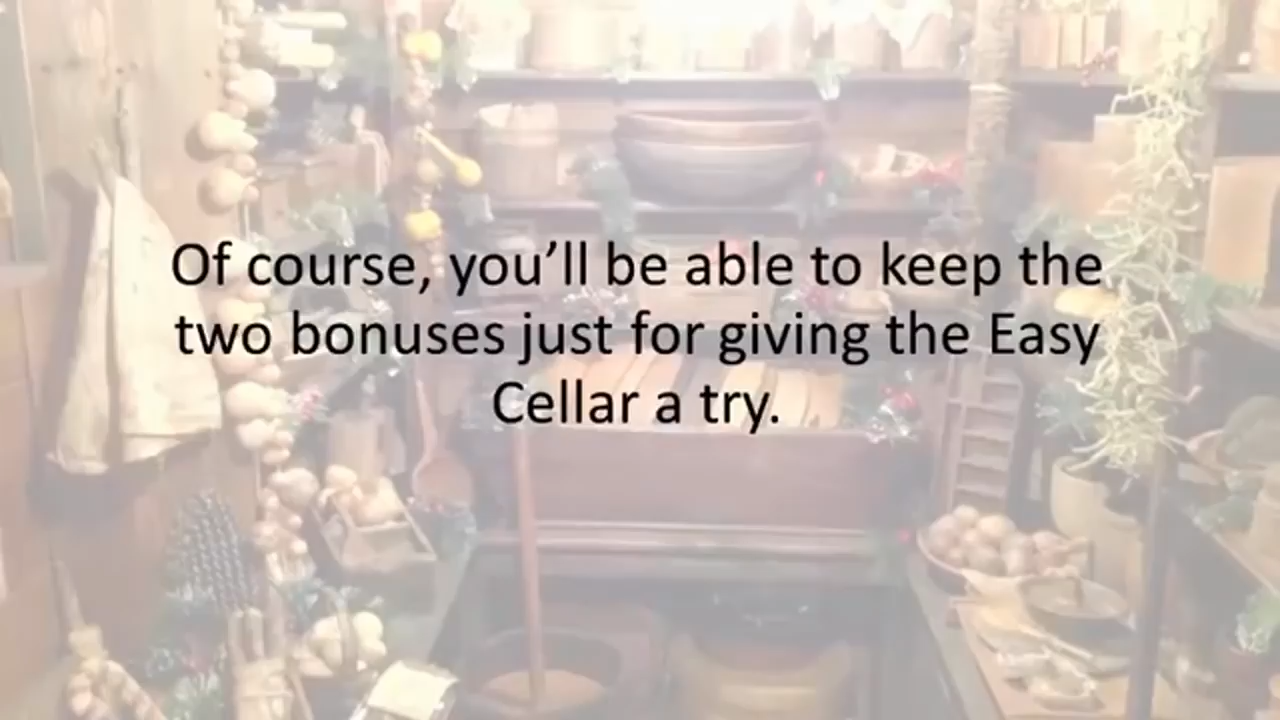 Of course, you’ll be able to keep the
two bonuses just for giving the Easy
Cellar a try.